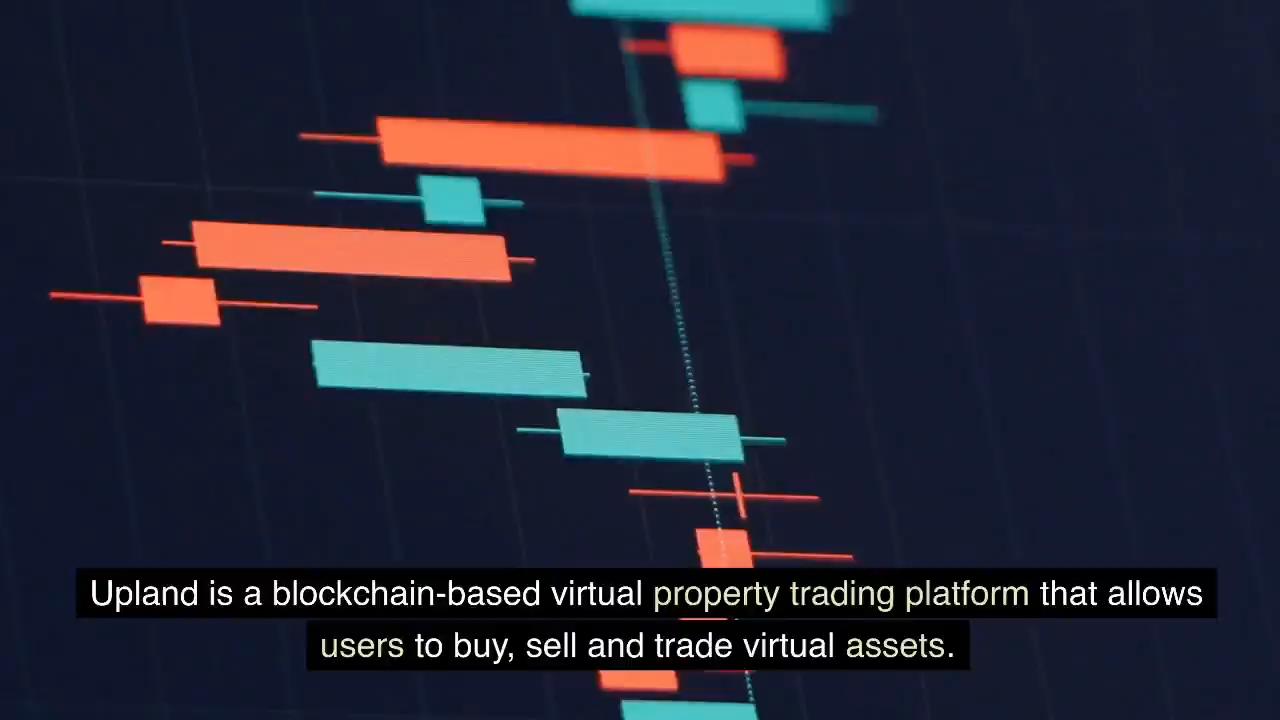 Upland is a blockchain-based virtual property trading platform that allows
users to buy, sell and trade virtual assets.